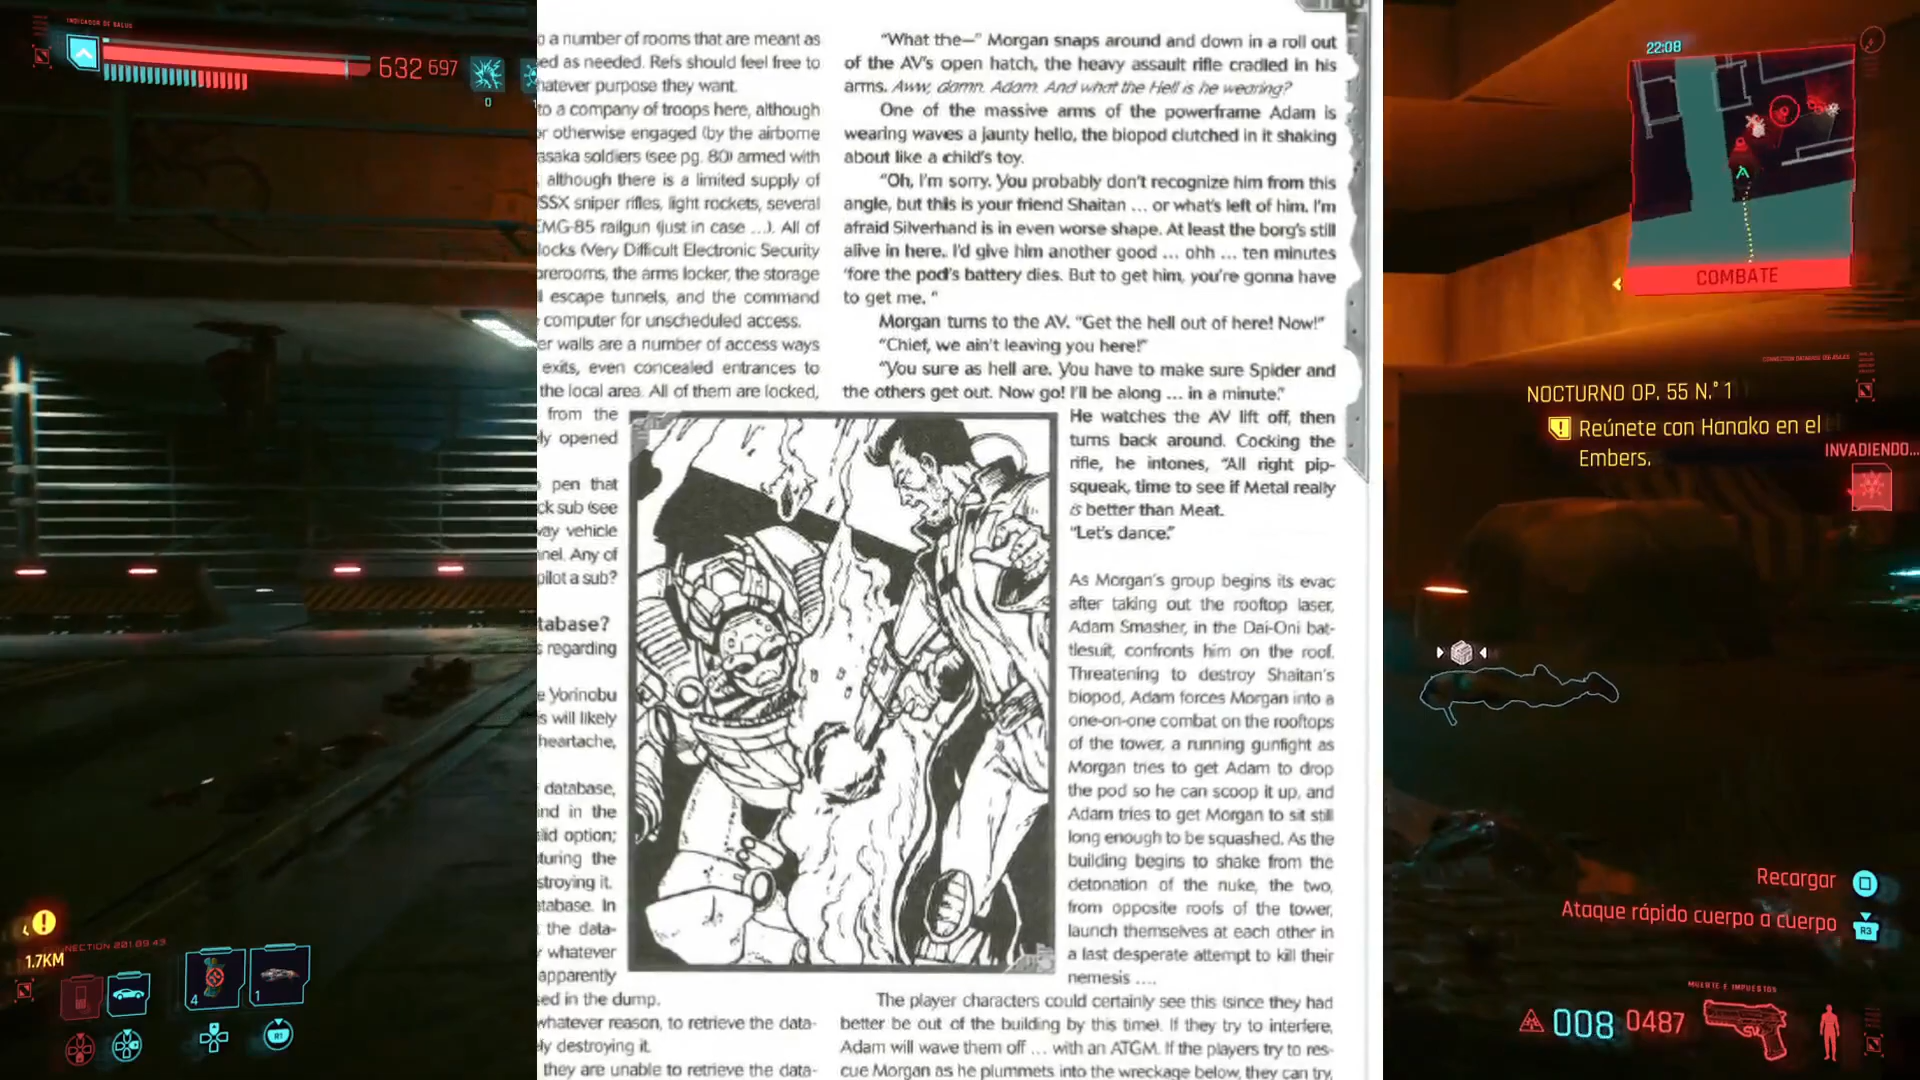 INDICADOR DE SALUS
632 697
0
CONNECTION 001.09.43
1.7KM
4
1
R1
a number of rooms that are meant as
ed as needed. Refs should feel free to
hatever purpose they want.
to a company of troops here, although
or otherwise engaged (by the airborne
asaka soldiers (see pg. 80) armed with
although there is a limited supply of
SSX sniper rifles, light rockets, several
EMG-85 railgun (just in case ...). All of
locks (Very Difficult Electronic Security
orerooms, the arms locker, the storage
escape tunnels, and the command
computer for unscheduled access.
er walls are a number of access ways
exits, even concealed entrances to
the local area. All of them are locked,
from the
ly opened
pen that
ck sub (see
way vehicle
nel. Any of
pilot a sub?
tabase?
s regarding
e Yorinobu
s will likely
heartache,
database,
ind in the
lid option;
turing the
stroying it.
atabase. In
the data-
whatever
apparently
sed in the dump.
whatever reason, to retrieve the data-
ly destroying it.
they are unable to retrieve the data-
"What the—" Morgan snaps around and down in a roll out
of the AV's open hatch, the heavy assault rifle cradled in his
arms. Aww, damn. Adam. And what the Hell is he wearing?
One of the massive arms of the powerframe Adam is
wearing waves a jaunty hello, the biopod clutched in it shaking
about like a child's toy.
"Oh, I'm sorry. You probably don't recognize him from this
angle, but this is your friend Shaitan ... or what's left of him. I'm
afraid Silverhand is in even worse shape. At least the borg's still
alive in here. I'd give him another good ... ohh ... ten minutes
'fore the pod's battery dies. But to get him, you're gonna have
to get me. "
Morgan turns to the AV. "Get the hell out of here! Now!"
"Chief, we ain't leaving you here!"
"You sure as hell are. You have to make sure Spider and
the others get out. Now go! I'll be along ... in a minute."
He watches the AV lift off, then
turns back around. Cocking the
rifle, he intones, "All right pip-
squeak, time to see if Metal really
is better than Meat.
"Let's dance."
As Morgan's group begins its evac
after taking out the rooftop laser,
Adam Smasher, in the Dai-Oni bat-
tlesuit, confronts him on the roof.
Threatening to destroy Shaitan's
biopod, Adam forces Morgan into a
one-on-one combat on the rooftops
of the tower, a running gunfight as
Morgan tries to get Adam to drop
the pod so he can scoop it up, and
Adam tries to get Morgan to sit still
long enough to be squashed. As the
building begins to shake from the
detonation of the nuke, the two,
from opposite roofs of the tower,
launch themselves at each other in
a last desperate attempt to kill their
nemesis ....
The player characters could certainly see this (since they had
better be out of the building by this time). If they try to interfere,
Adam will wave them off ... with an ATGM. If the players try to res-
cue Morgan as he plummets into the wreckage below, they can try,
22:08
COMBATE
NOCTURNO OP. 55 N.° 1
Reúnete con Hanako en el
Embers.
INVADIENDO...
Recargar
Ataque rápido cuerpo a cuerpo
R3
MUERTE E IMPUESTOS
008 0487